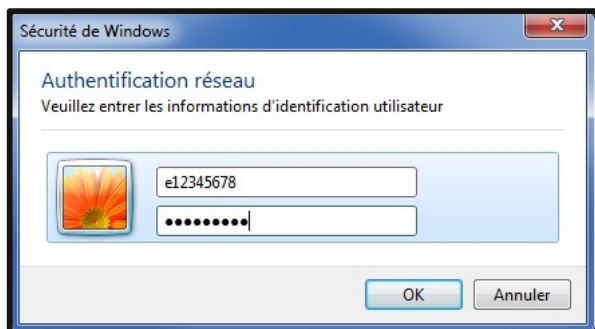 Sécurité de Windows
Authentification réseau
Veuillez entrer les informations d'identification utilisateur
e12345678
●●●●●●●●●
OK
Annuler